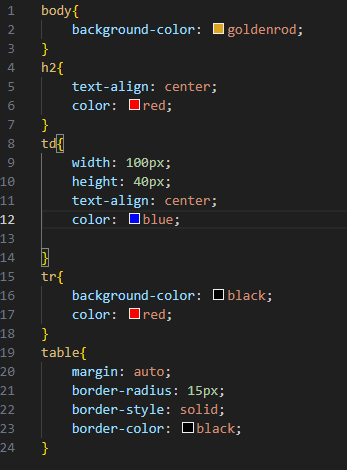 1 body{
2     background-color: goldenrod;
3 }
4 h2{
5     text-align: center;
6     color: red;
7 }
8 td{
9     width: 100px;
10     height: 40px;
11     text-align: center;
12     color: blue;
13
14 }
15 tr{
16     background-color: black;
17     color: red;
18 }
19 table{
20     margin: auto;
21     border-radius: 15px;
22     border-style: solid;
23     border-color: black;
24 }